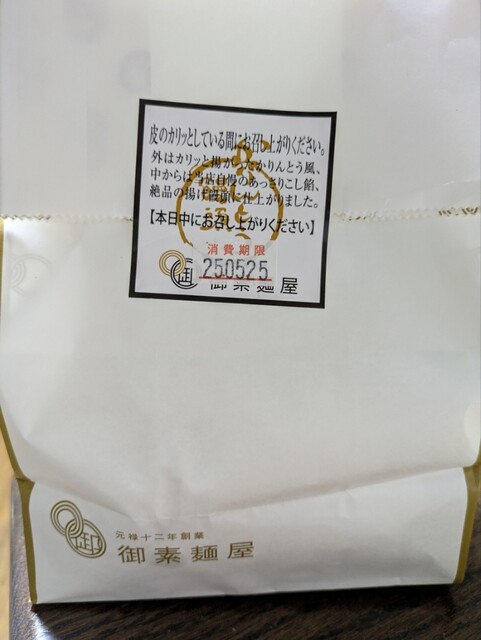 皮のカリッとしている間にお召し上がりください。
外はカリッと揚がったかりんとう風、
中からは当店自慢のあっさりこし餡、
絶品の揚げ饅頭に仕上がりました。
【本日中にお召し上がりください】
消費期限
250525
御 御素麺屋
元禄十二年創業
御 御素麺屋